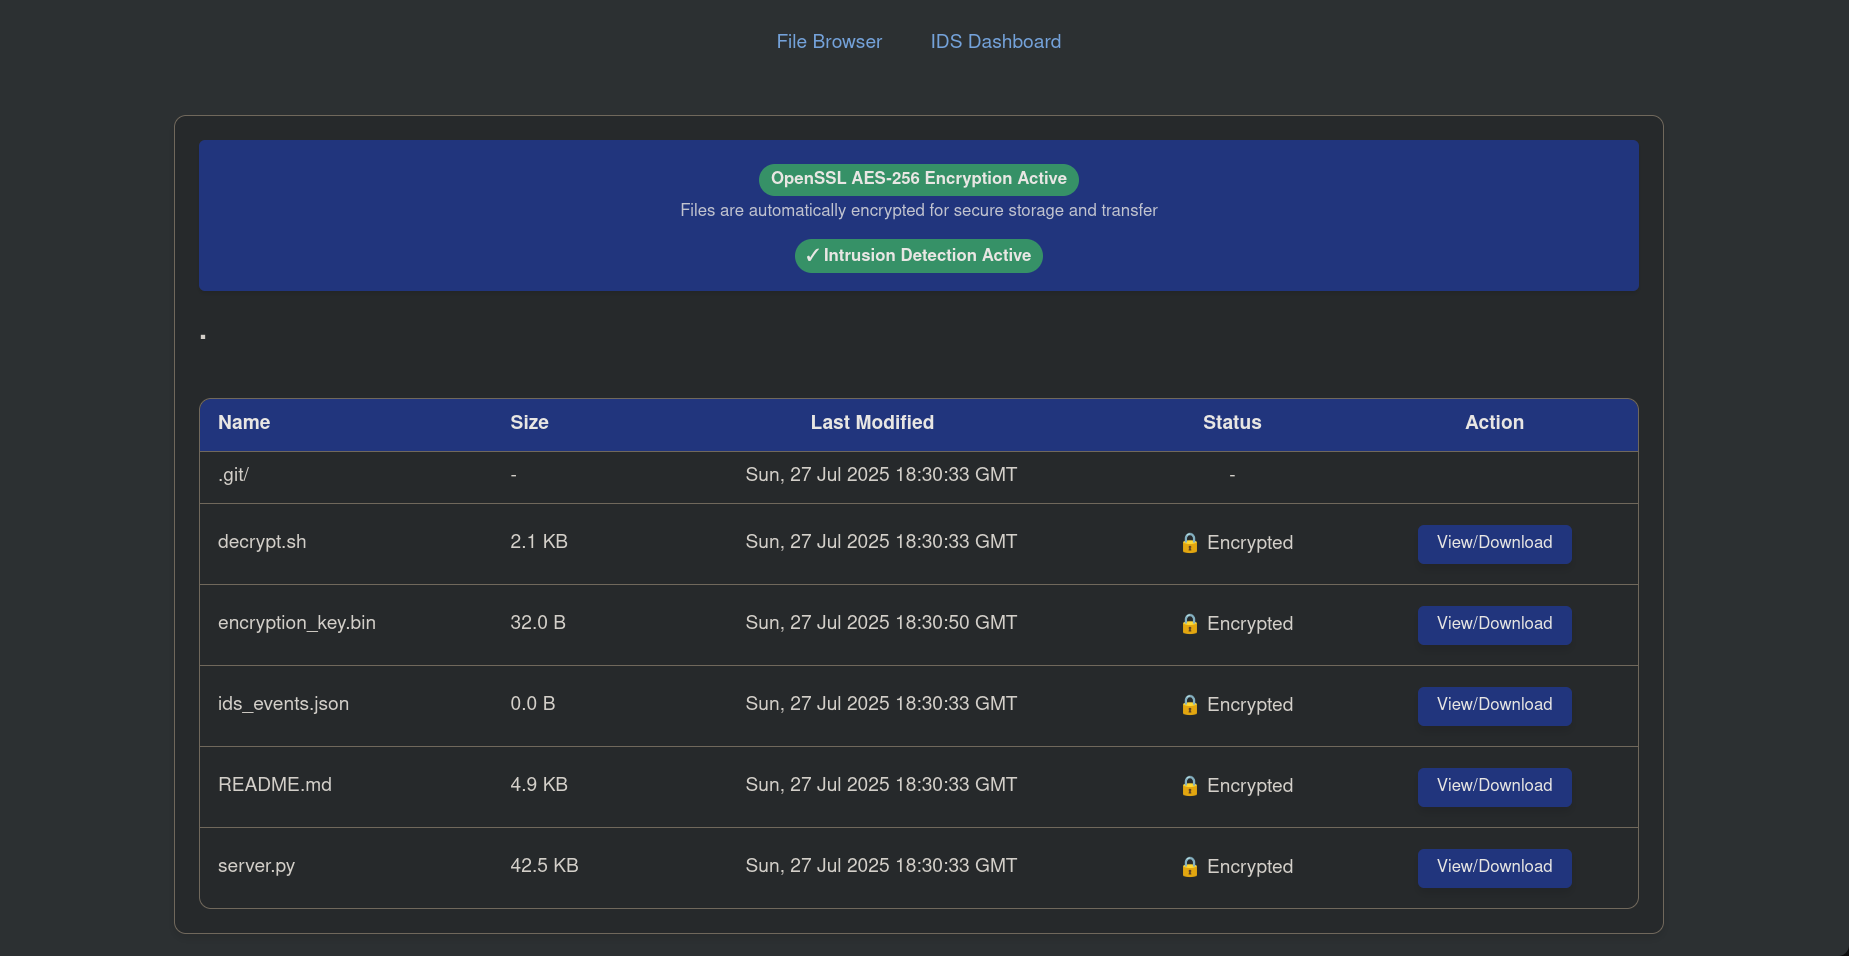 File Browser IDS Dashboard
OpenSSL AES-256 Encryption Active
Files are automatically encrypted for secure storage and transfer
✓ Intrusion Detection Active
.
Name Size Last Modified Status Action
.git/ - Sun, 27 Jul 2025 18:30:33 GMT -
decrypt.sh 2.1 KB Sun, 27 Jul 2025 18:30:33 GMT 🔒 Encrypted View/Download
encryption_key.bin 32.0 B Sun, 27 Jul 2025 18:30:50 GMT 🔒 Encrypted View/Download
ids_events.json 0.0 B Sun, 27 Jul 2025 18:30:33 GMT 🔒 Encrypted View/Download
README.md 4.9 KB Sun, 27 Jul 2025 18:30:33 GMT 🔒 Encrypted View/Download
server.py 42.5 KB Sun, 27 Jul 2025 18:30:33 GMT 🔒 Encrypted View/Download